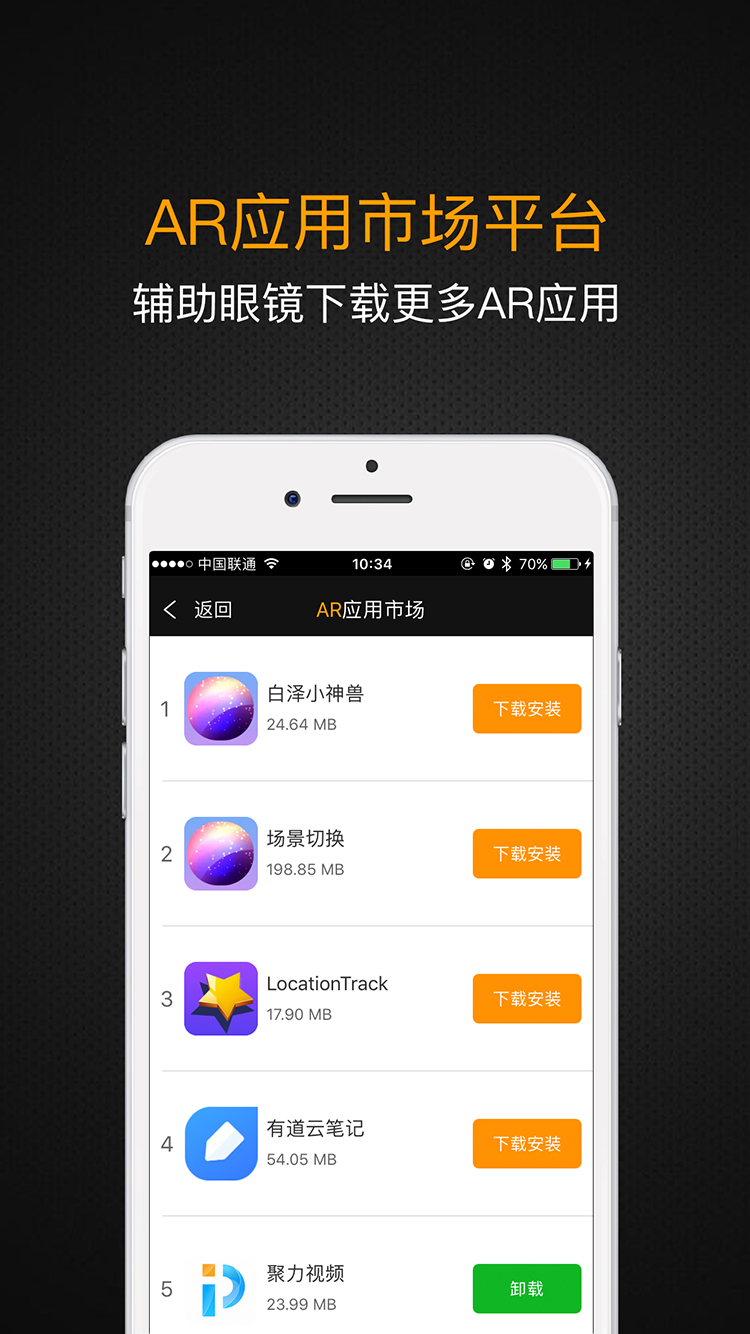 AR应用市场平台
辅助眼镜下载更多AR应用
中国联通 10:34 70%
返回 AR应用市场
1 白泽小神兽 下载安装
24.64 MB
2 场景切换 下载安装
198.85 MB
3 LocationTrack 下载安装
17.90 MB
4 有道云笔记 下载安装
54.05 MB
5 聚力视频 卸载
23.99 MB